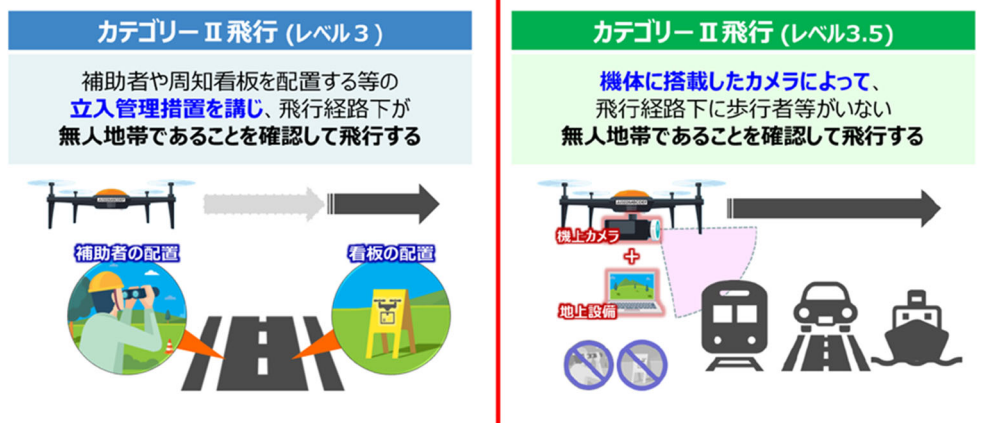 カテゴリーⅡ飛行 (レベル3)
補助者や周知看板を配置する等の
立入管理措置を講じ、飛行経路下が
無人地帯であることを確認して飛行する
補助者の配置
看板の配置
カテゴリーⅡ飛行 (レベル3.5)
機体に搭載したカメラによって、
飛行経路下に歩行者等がいない
無人地帯であることを確認して飛行する
機上カメラ
+
地上設備